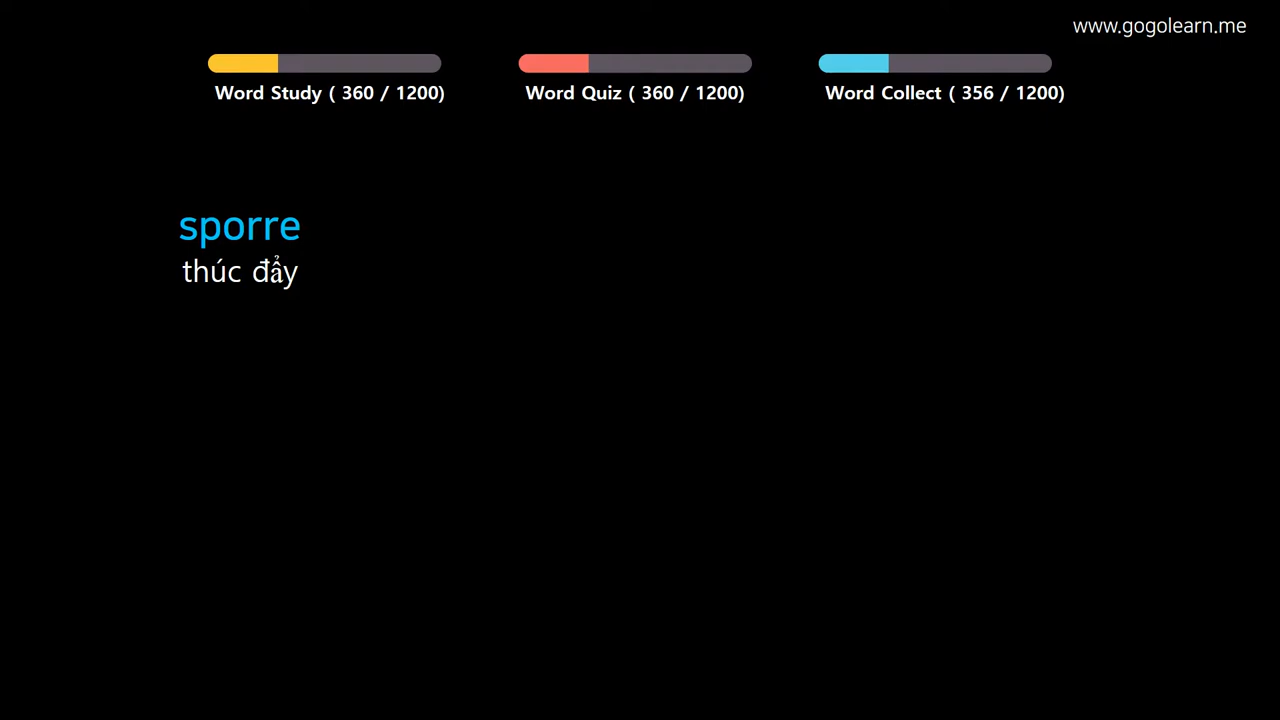 www.gogolearn.me
Word Study ( 360 / 1200)
Word Quiz ( 360 / 1200)
Word Collect ( 356 / 1200)
sporre
thúc đẩy